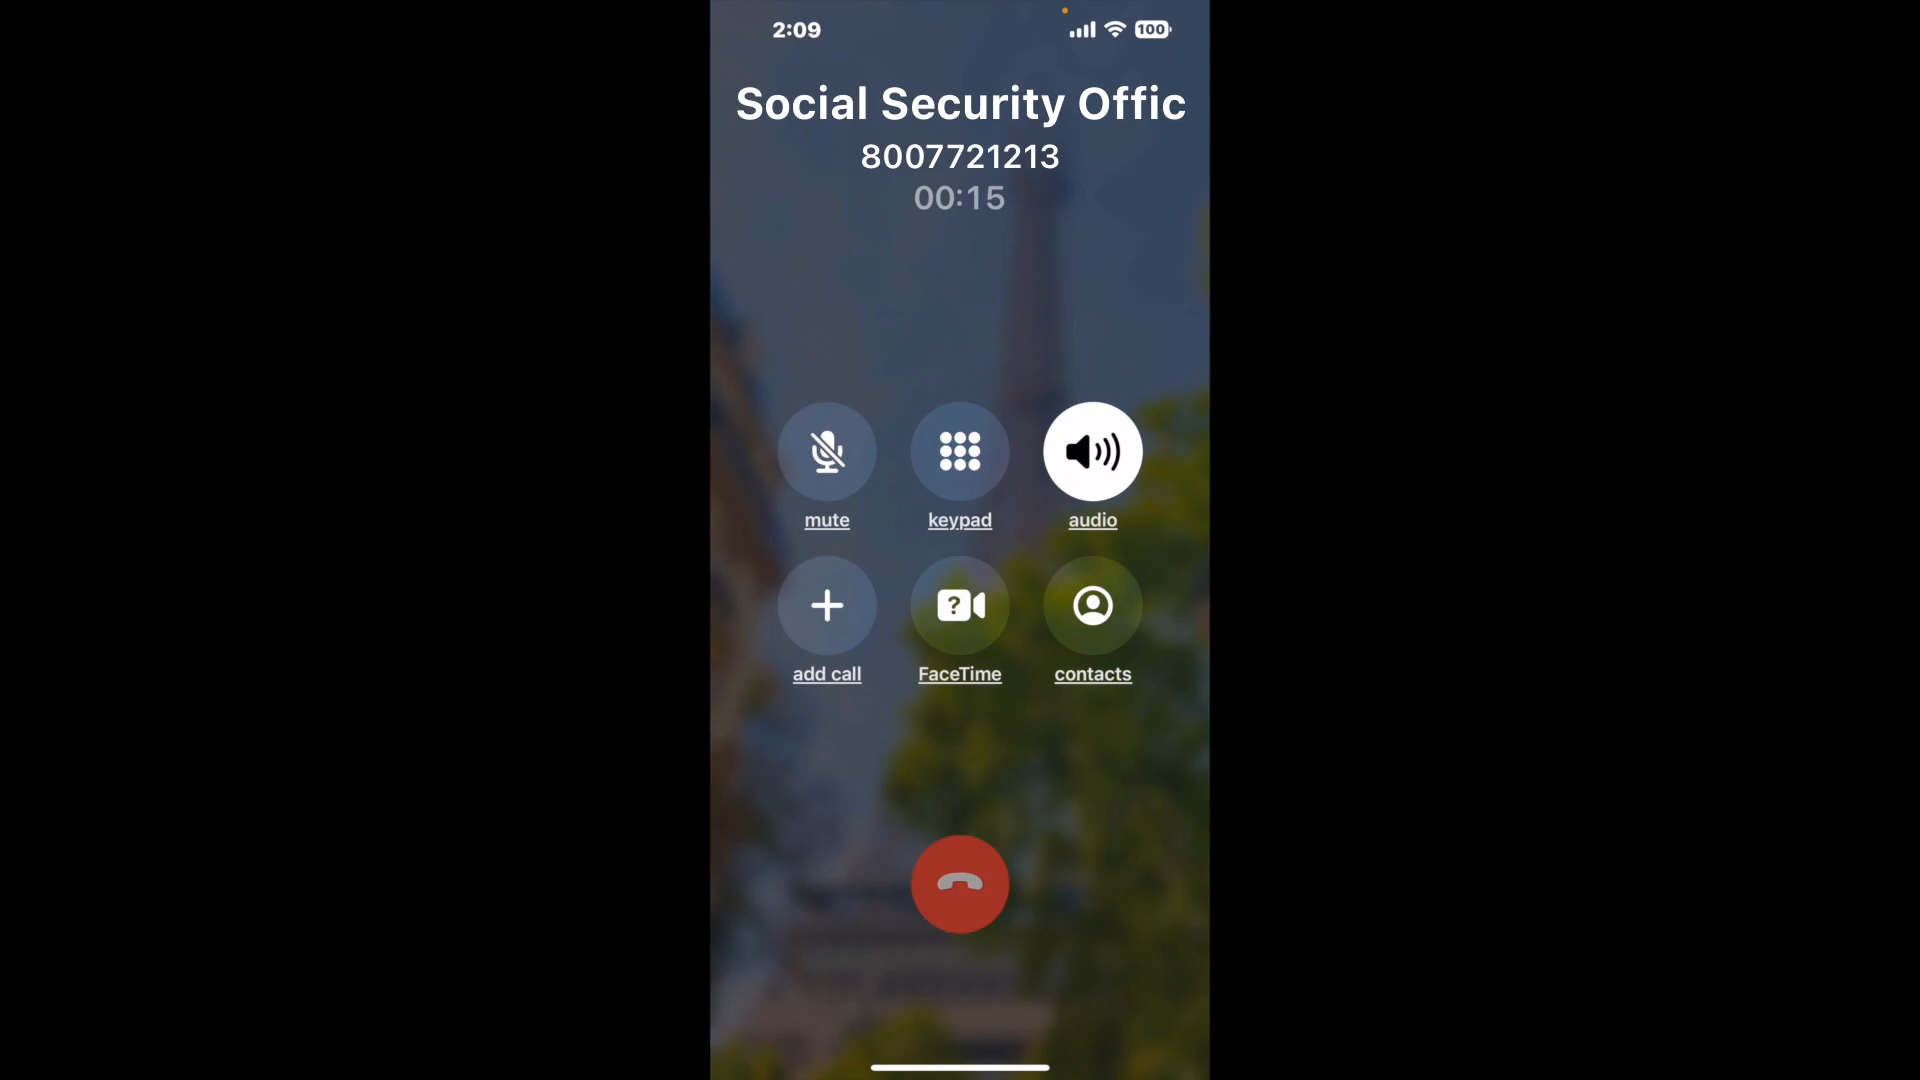 2:09
100
Social Security Offic
8007721213
00:15
mute
keypad
audio
?
add call
FaceTime
contacts